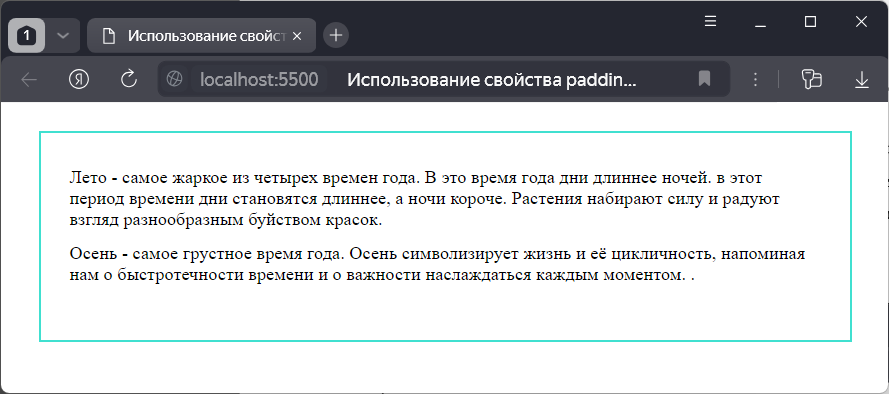 1
Использование свойст
Я
localhost:5500 Использование свойства paddin...
Лето - самое жаркое из четырех времен года. В это время года дни длиннее ночей. в этот
период времени дни становятся длиннее, а ночи короче. Растения набирают силу и радуют
взгляд разнообразным буйством красок.
Осень - самое грустное время года. Осень символизирует жизнь и её цикличность, напоминая
нам о быстротечности времени и о важности наслаждаться каждым моментом. .